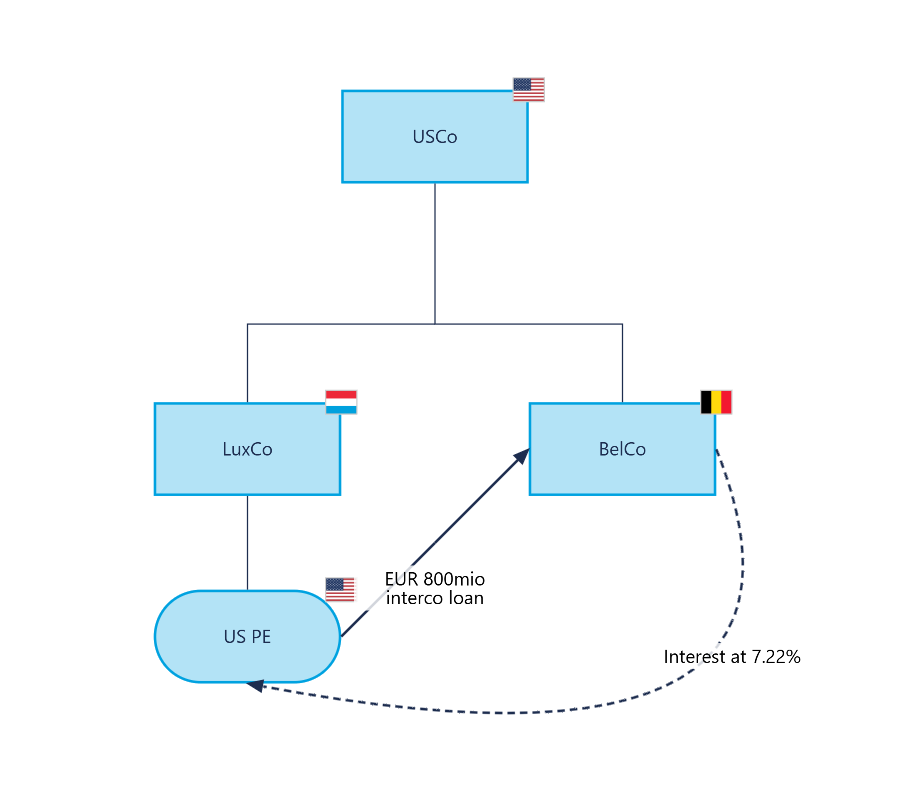 USCo
LuxCo
BelCo
EUR 800mio
interco loan
US PE
Interest at 7.22%